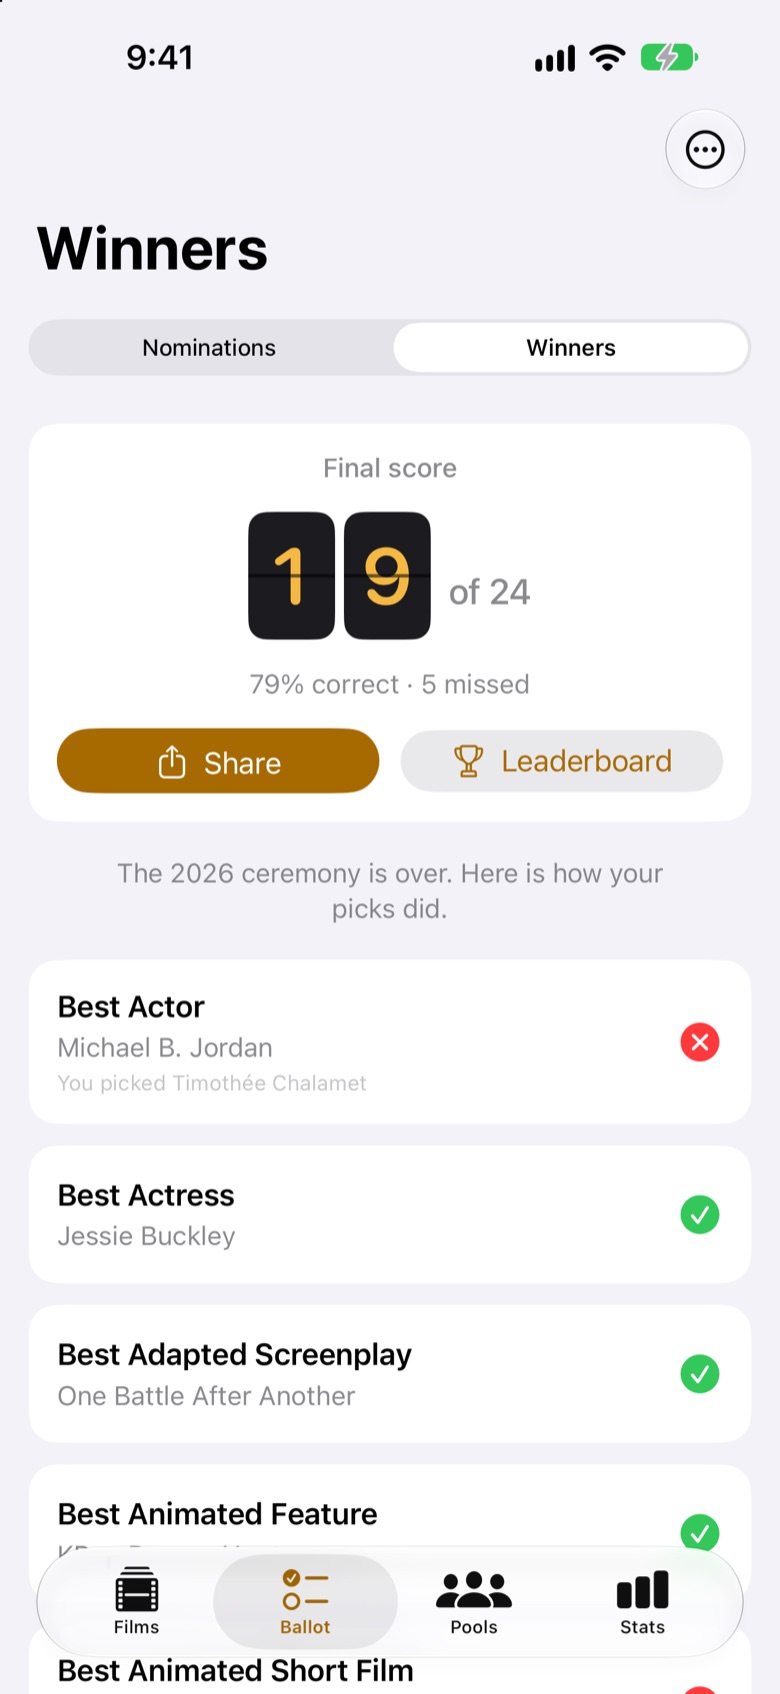 9:41
Winners
Nominations
Winners
Final score
19 of 24
79% correct · 5 missed
Share
Leaderboard
The 2026 ceremony is over. Here is how your
picks did.
Best Actor
Michael B. Jordan
You picked Timothée Chalamet
Best Actress
Jessie Buckley
Best Adapted Screenplay
One Battle After Another
Best Animated Feature
Films
Ballot
Pools
Stats
Best Animated Short Film